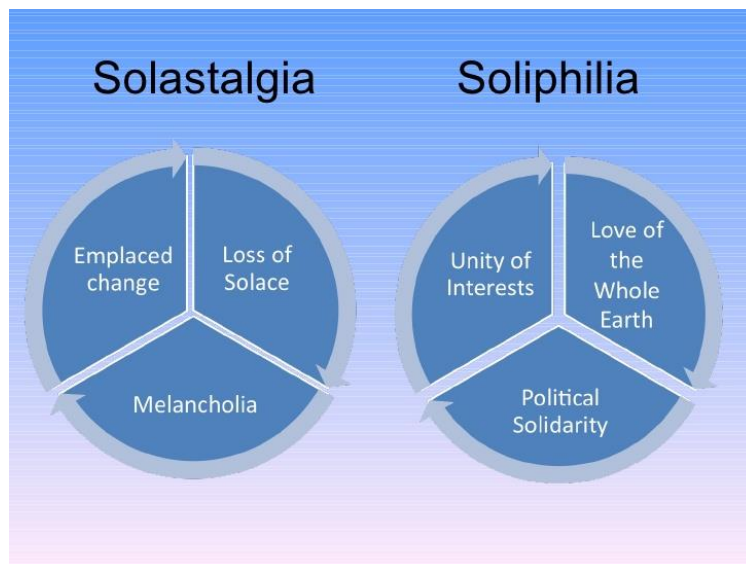 Solastalgia
Emplaced
change
Loss of
Solace
Melancholia
Soliphilia
Unity of
Interests
Love of
the
Whole
Earth
Political
Solidarity